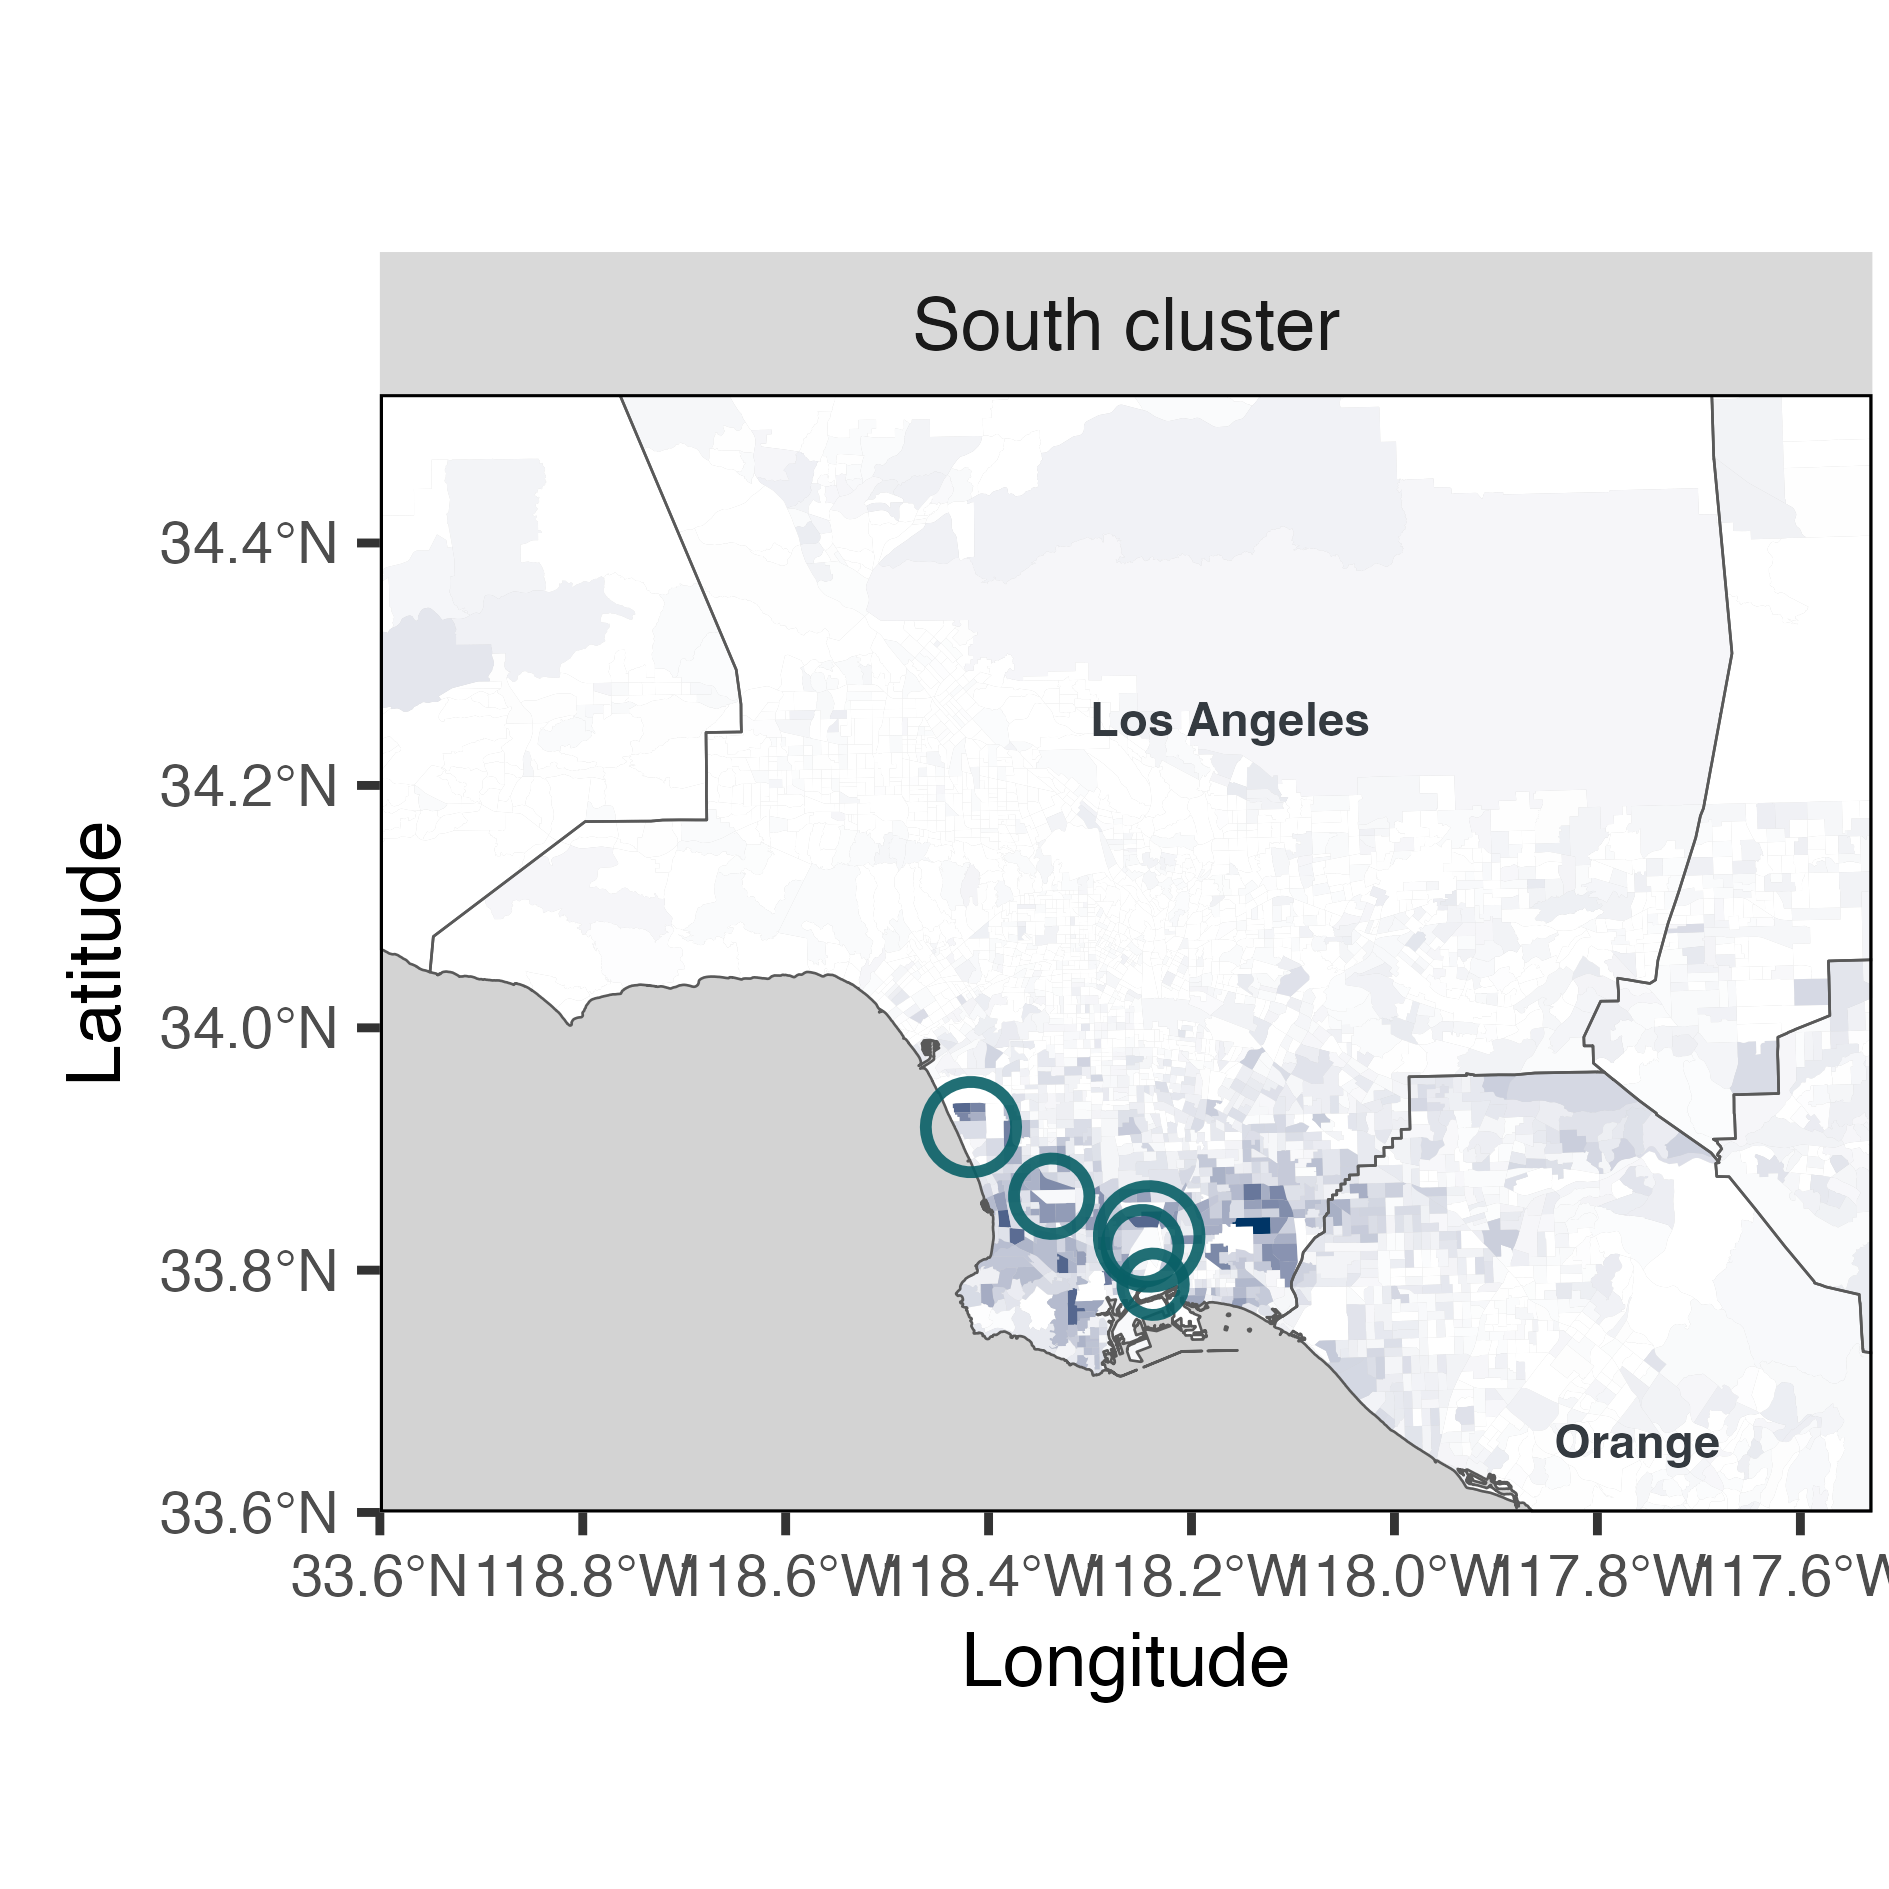 South cluster
34.4°N
Los Angeles
34.2°N
Latitude
34.0°N
33.8°N
Orange
33.6°N
33.6°N 118.8°W 118.6°W 118.4°W 118.2°W 118.0°W 117.8°W 117.6°W
Longitude